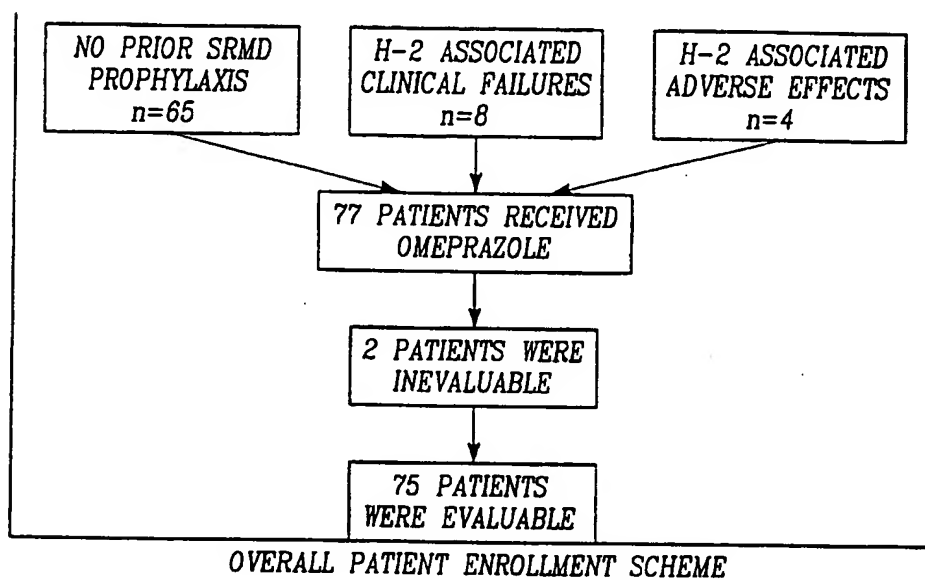 NO PRIOR SRMD
PROPHYLAXIS
n=65
H-2 ASSOCIATED
CLINICAL FAILURES
n=8
H-2 ASSOCIATED
ADVERSE EFFECTS
n=4
77 PATIENTS RECEIVED
OMEPRAZOLE
2 PATIENTS WERE
INEVALUABLE
75 PATIENTS
WERE EVALUABLE
OVERALL PATIENT ENROLLMENT SCHEME